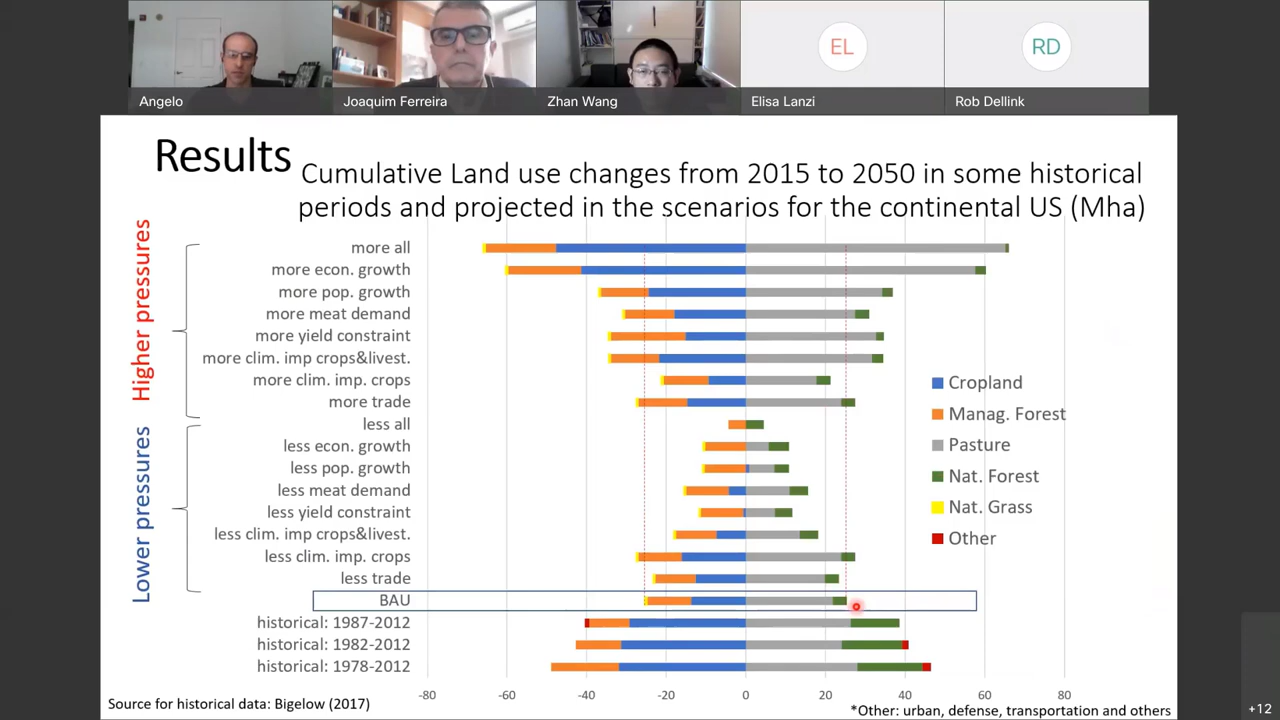 EL
RD
Angelo
Joaquim Ferreira
Zhan Wang
Elisa Lanzi
Rob Dellink
Results
Cumulative Land use changes from 2015 to 2050 in some historical
periods and projected in the scenarios for the continental US (Mha)
Higher pressures
more all
more econ. growth
more pop. growth
more meat demand
more yield constraint
more clim. imp crops&livest.
more clim. imp. crops
more trade
Lower pressures
less all
less econ. growth
less pop. growth
less meat demand
less yield constraint
less clim. imp crops&livest.
less clim. imp. crops
less trade
BAU
historical: 1987-2012
historical: 1982-2012
historical: 1978-2012
Cropland
Manag. Forest
Pasture
Nat. Forest
Nat. Grass
Other
-80 -60 -40 -20 0 20 40 60 80
Source for historical data: Bigelow (2017)
*Other: urban, defense, transportation and others
+12